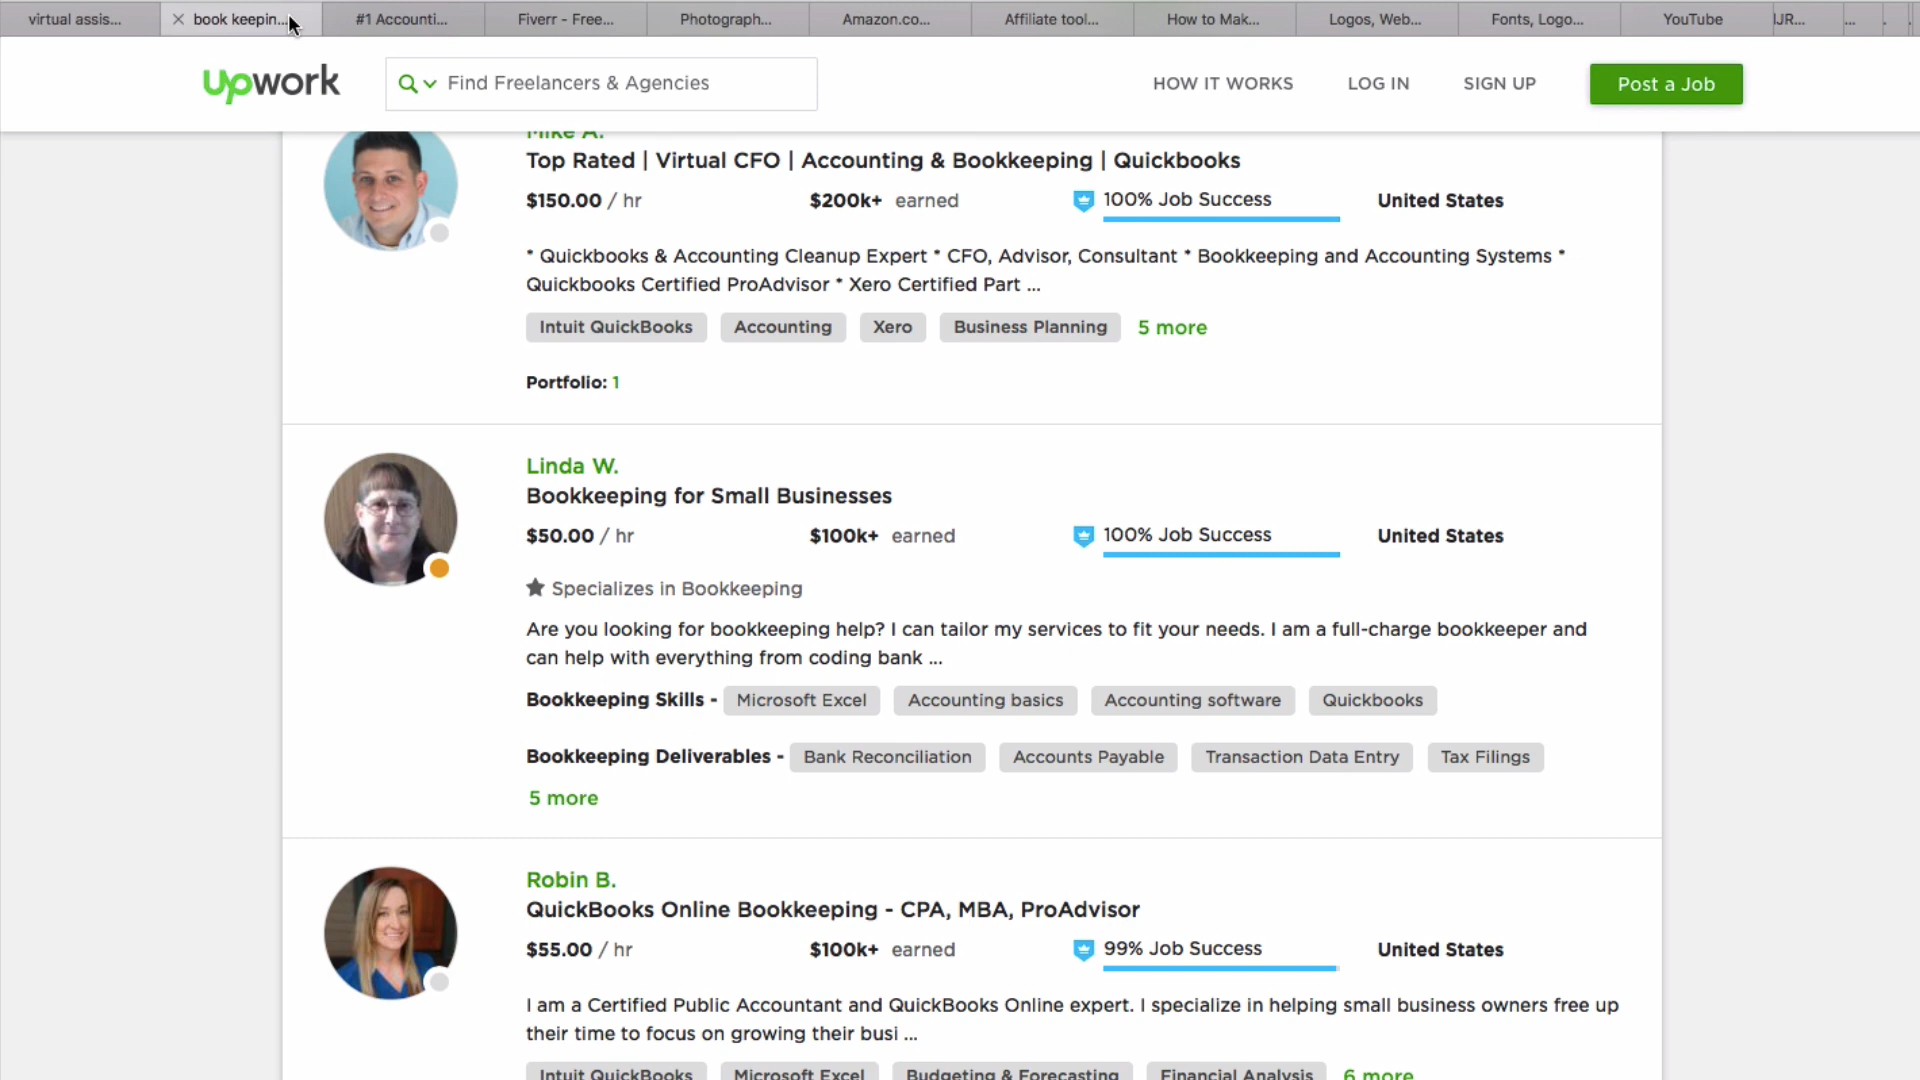 virtual assis...
book keepin...
#1 Accounti...
Fiverr - Free...
Photograph...
Amazon.co...
Affiliate tool...
How to Mak...
Logos, Web...
Fonts, Logo...
YouTube
IJR...
...
upwork
Find Freelancers & Agencies
HOW IT WORKS
LOG IN
SIGN UP
Post a Job
Mike A.
Top Rated | Virtual CFO | Accounting & Bookkeeping | Quickbooks
$150.00 / hr
$200k+ earned
100% Job Success
United States
* Quickbooks & Accounting Cleanup Expert * CFO, Advisor, Consultant * Bookkeeping and Accounting Systems *
Quickbooks Certified ProAdvisor * Xero Certified Part ...
Intuit QuickBooks
Accounting
Xero
Business Planning
5 more
Portfolio: 1
Linda W.
Bookkeeping for Small Businesses
$50.00 / hr
$100k+ earned
100% Job Success
United States
Specializes in Bookkeeping
Are you looking for bookkeeping help? I can tailor my services to fit your needs. I am a full-charge bookkeeper and
can help with everything from coding bank ...
Bookkeeping Skills -
Microsoft Excel
Accounting basics
Accounting software
Quickbooks
Bookkeeping Deliverables -
Bank Reconciliation
Accounts Payable
Transaction Data Entry
Tax Filings
5 more
Robin B.
QuickBooks Online Bookkeeping - CPA, MBA, ProAdvisor
$55.00 / hr
$100k+ earned
99% Job Success
United States
I am a Certified Public Accountant and QuickBooks Online expert. I specialize in helping small business owners free up
their time to focus on growing their busi ...
Intuit QuickBooks
Microsoft Excel
Budgeting & Forecasting
Financial Analysis
6 more